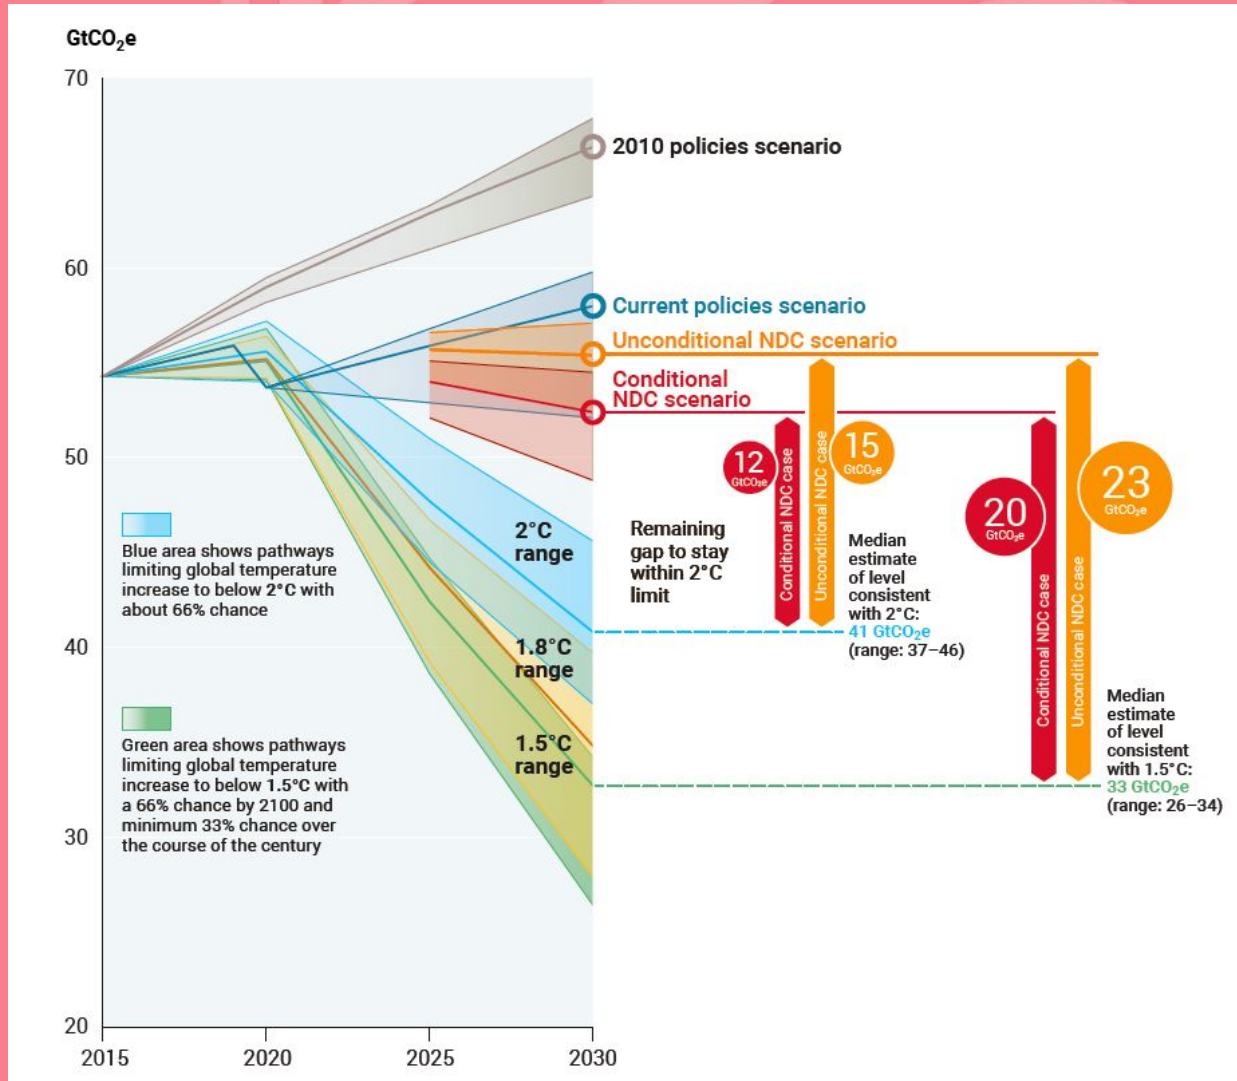 GtCO₂e
70
60
50
40
30
20
2015
2020
2025
2030
2010 policies scenario
Current policies scenario
Unconditional NDC scenario
Conditional
NDC scenario
2°C
range
1.8°C
range
1.5°C
range
Blue area shows pathways
limiting global temperature
increase to below 2°C with
about 66% chance
Green area shows pathways
limiting global temperature
increase to below 1.5°C with
a 66% chance by 2100 and
minimum 33% chance over
the course of the century
Remaining
gap to stay
within 2°C
limit
12
GtCO₂e
Conditional NDC case
15
GtCO₂e
Unconditional NDC case
Median
estimate
of level
consistent
with 2°C:
41 GtCO₂e
(range: 37–46)
20
GtCO₂e
Conditional NDC case
23
GtCO₂e
Unconditional NDC case
Median
estimate
of level
consistent
with 1.5°C:
33 GtCO₂e
(range: 26–34)